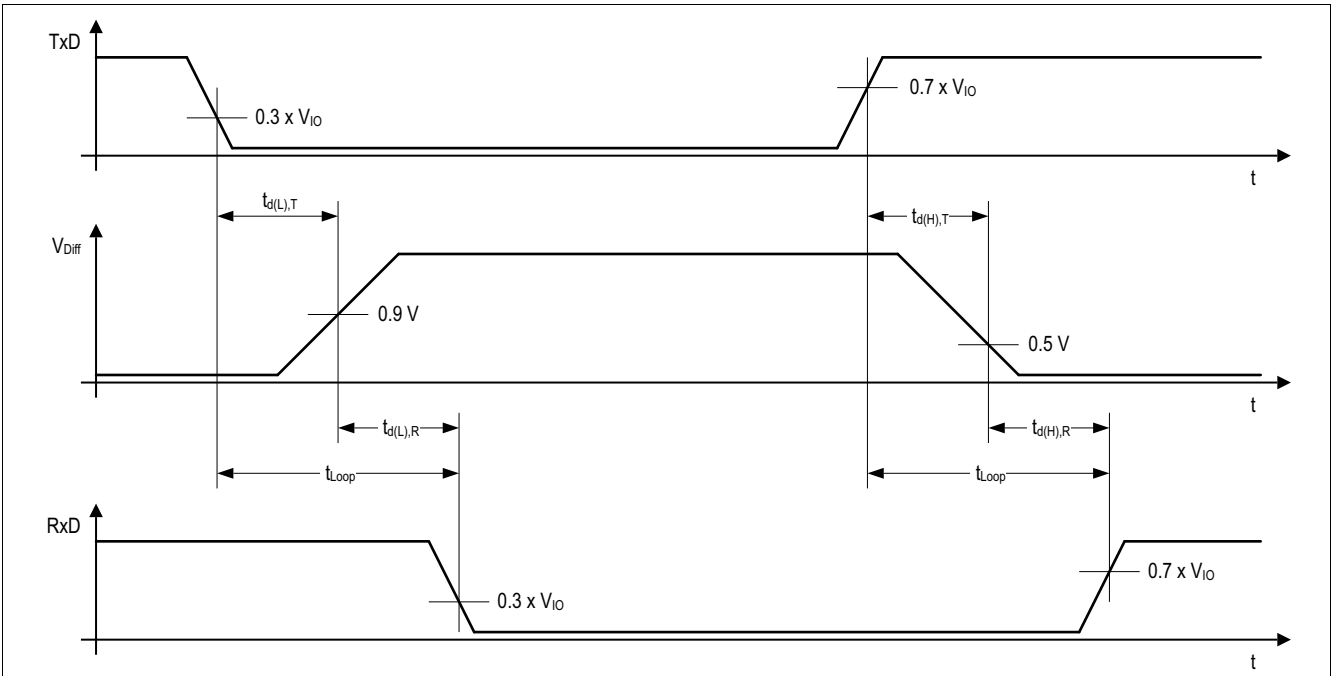 TxD
0.3 x VIO
0.7 x VIO
t
td(L),T
td(H),T
VDiff
0.9 V
0.5 V
t
td(L),R
td(H),R
tLoop
tLoop
RxD
0.3 x VIO
0.7 x VIO
t